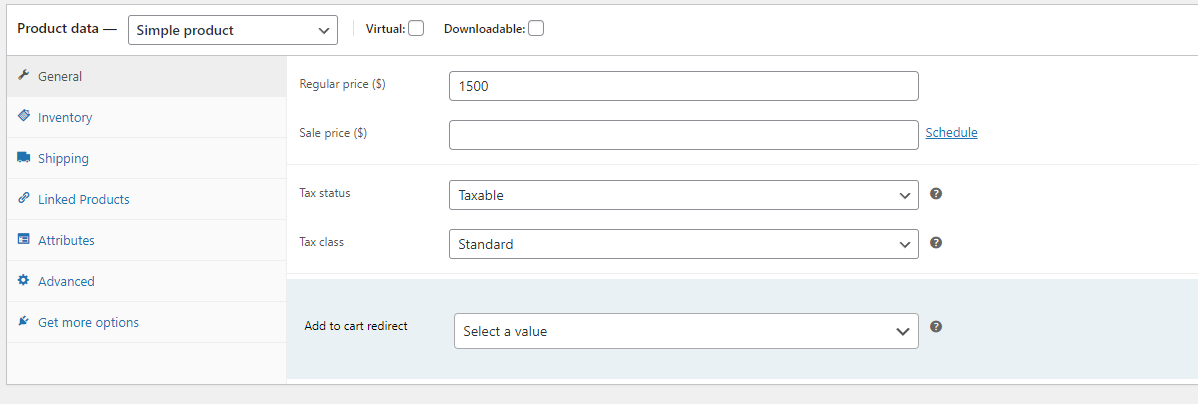 Product data — Simple product Virtual: Downloadable:
General
Inventory
Shipping
Linked Products
Attributes
Advanced
Get more options
Regular price ($) 1500
Sale price ($) Schedule
Tax status Taxable ?
Tax class Standard ?
Add to cart redirect Select a value ?